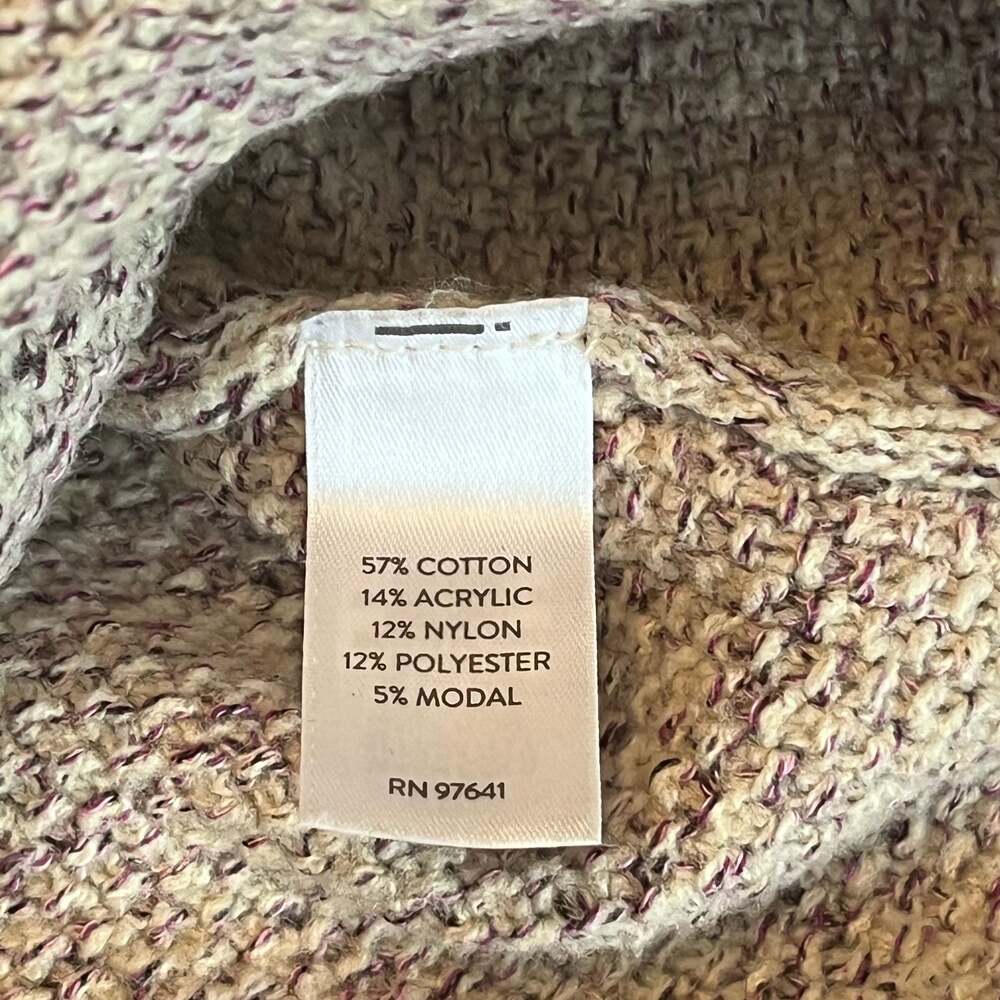 57% COTTON
14% ACRYLIC
12% NYLON
12% POLYESTER
5% MODAL
RN 97641